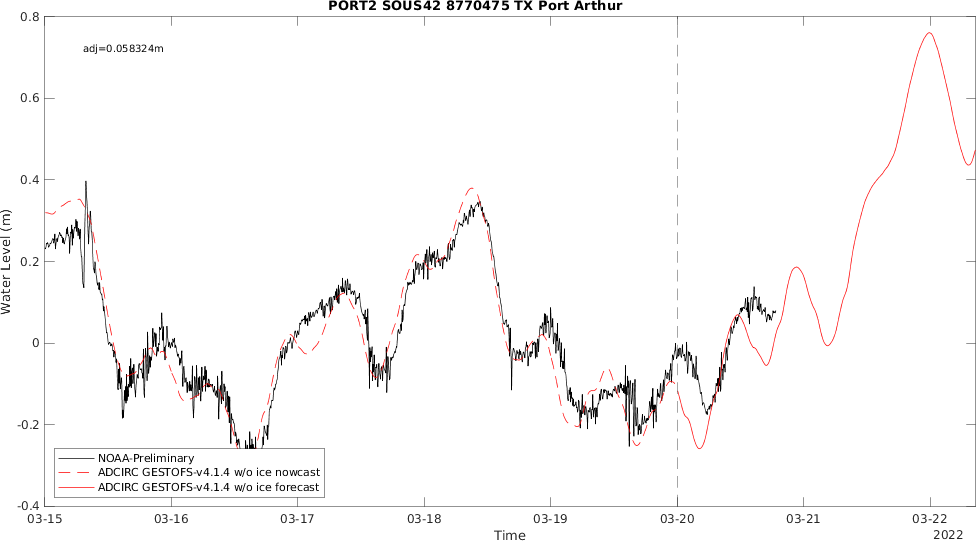 PORT2 SOUS42 8770475 TX Port Arthur
adj=0.058324m
0.8
0.6
0.4
0.2
0
-0.2
-0.4
Water Level (m)
NOAA-Preliminary
ADCIRC GESTOFS-v4.1.4 w/o ice nowcast
ADCIRC GESTOFS-v4.1.4 w/o ice forecast
03-15 03-16 03-17 03-18 03-19 03-20 03-21 03-22
Time
2022